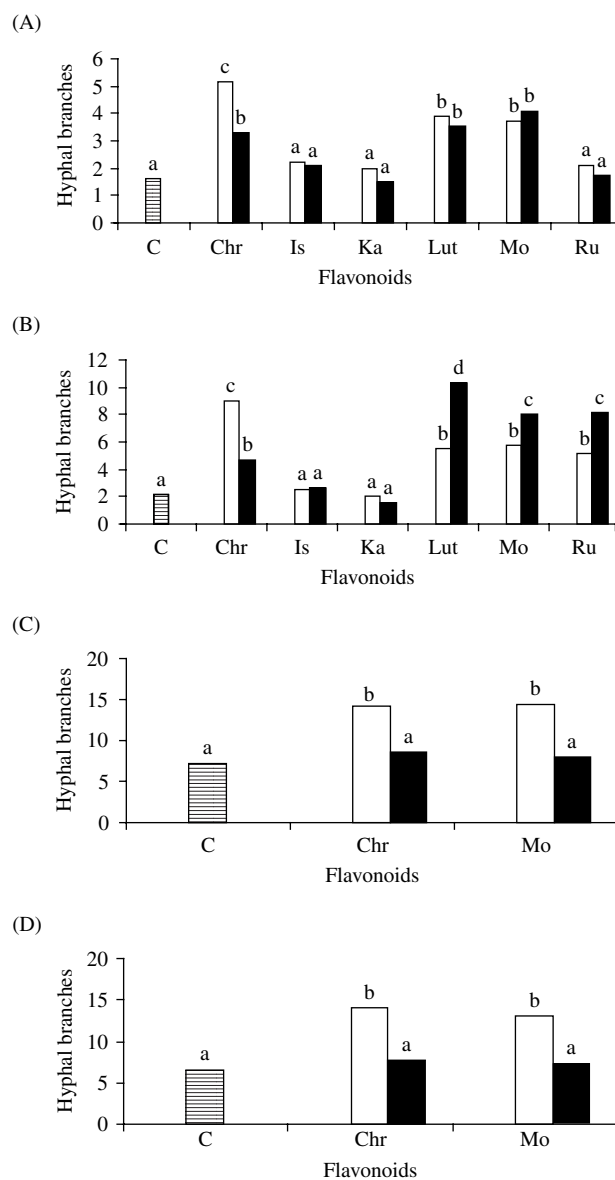 (A)
Hyphal branches
6
5
4
3
2
1
0
a
c
b
a a
a a
b b
b b
a a
C Chr Is Ka Lut Mo Ru
Flavonoids
(B)
Hyphal branches
12
10
8
6
4
2
0
a
c
b
a a
a a
b
d
b
c
b
c
C Chr Is Ka Lut Mo Ru
Flavonoids
(C)
Hyphal branches
20
15
10
5
0
a
b
a
b
a
C Chr Mo
Flavonoids
(D)
Hyphal branches
20
15
10
5
0
a
b
a
b
a
C Chr Mo
Flavonoids